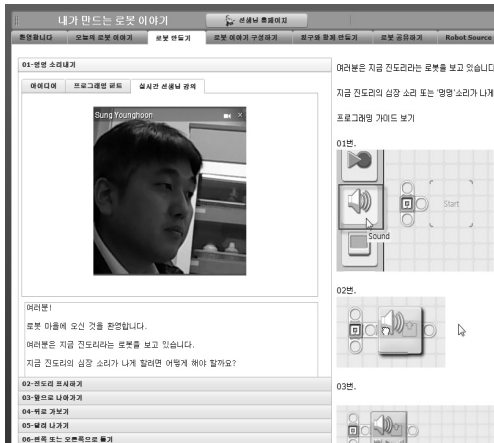 내가 만드는 로봇 이야기
선생님 홈페이지
환영합니다
오늘의 로봇 이야기
로봇 만들기
로봇 이야기 구성하기
친구와 함께 만들기
로봇 공유하기
Robot Source
01-멍멍 소리내기
아이디어
프로그래밍 파트
실시간 선생님 강의
Sung Younghoon
여러분!
로봇 마을에 오신 것을 환영합니다.
여러분은 지금 진도리라는 로봇을 보고 있습니다.
지금 진도리의 심장 소리가 나게 할려면 어떻게 해야 할까요?
02-진도리 표시하기
03-앞으로 나아가기
04-뒤로 가보기
05-달려 나가기
06-왼쪽 또는 오른쪽으로 돌기
여러분은 지금 진도리라는 로봇을 보고 있습니다
지금 진도리의 심장 소리 또는 '멍멍'소리가 나게
프로그래밍 가이드 보기
01번.
Start
Sound
02번.
03번.